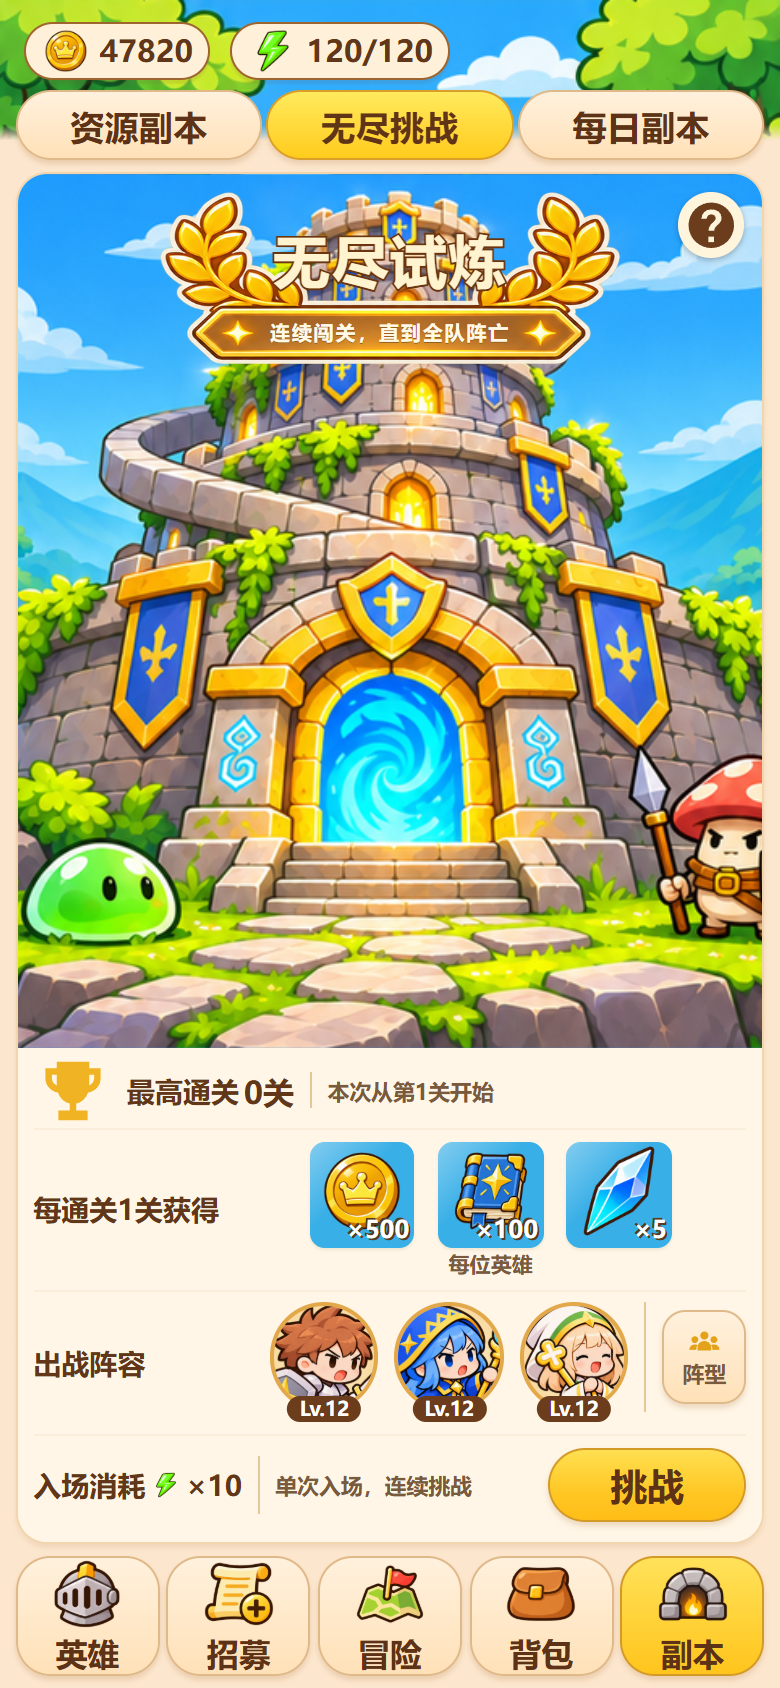 47820
120/120
资源副本
无尽挑战
每日副本
?
无尽试炼
连续闯关，直到全队阵亡
最高通关0关
本次从第1关开始
每通关1关获得
×500
×100
×5
每位英雄
出战阵容
Lv.12
Lv.12
Lv.12
阵型
入场消耗 ×10
单次入场，连续挑战
挑战
英雄
招募
冒险
背包
副本